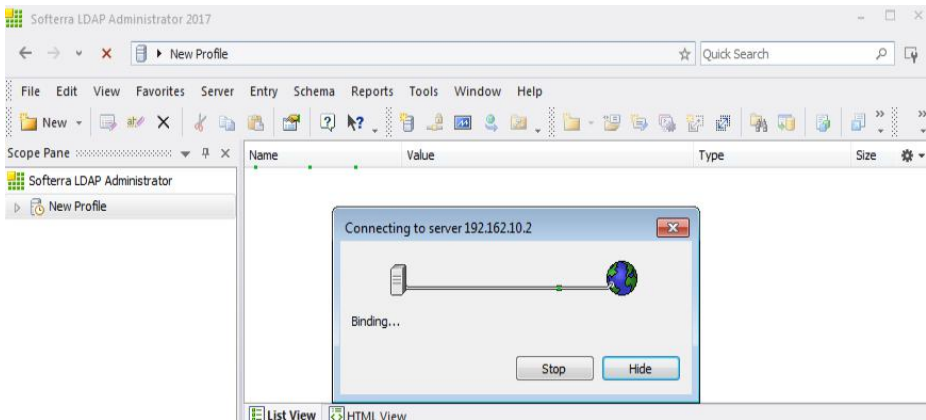 Softerra LDAP Administrator 2017
New Profile
Quick Search
File Edit View Favorites Server Entry Schema Reports Tools Window Help
New
Scope Pane
Name Value Type Size
Softerra LDAP Administrator
New Profile
Connecting to server 192.162.10.2
Binding...
Stop Hide
List View HTML View